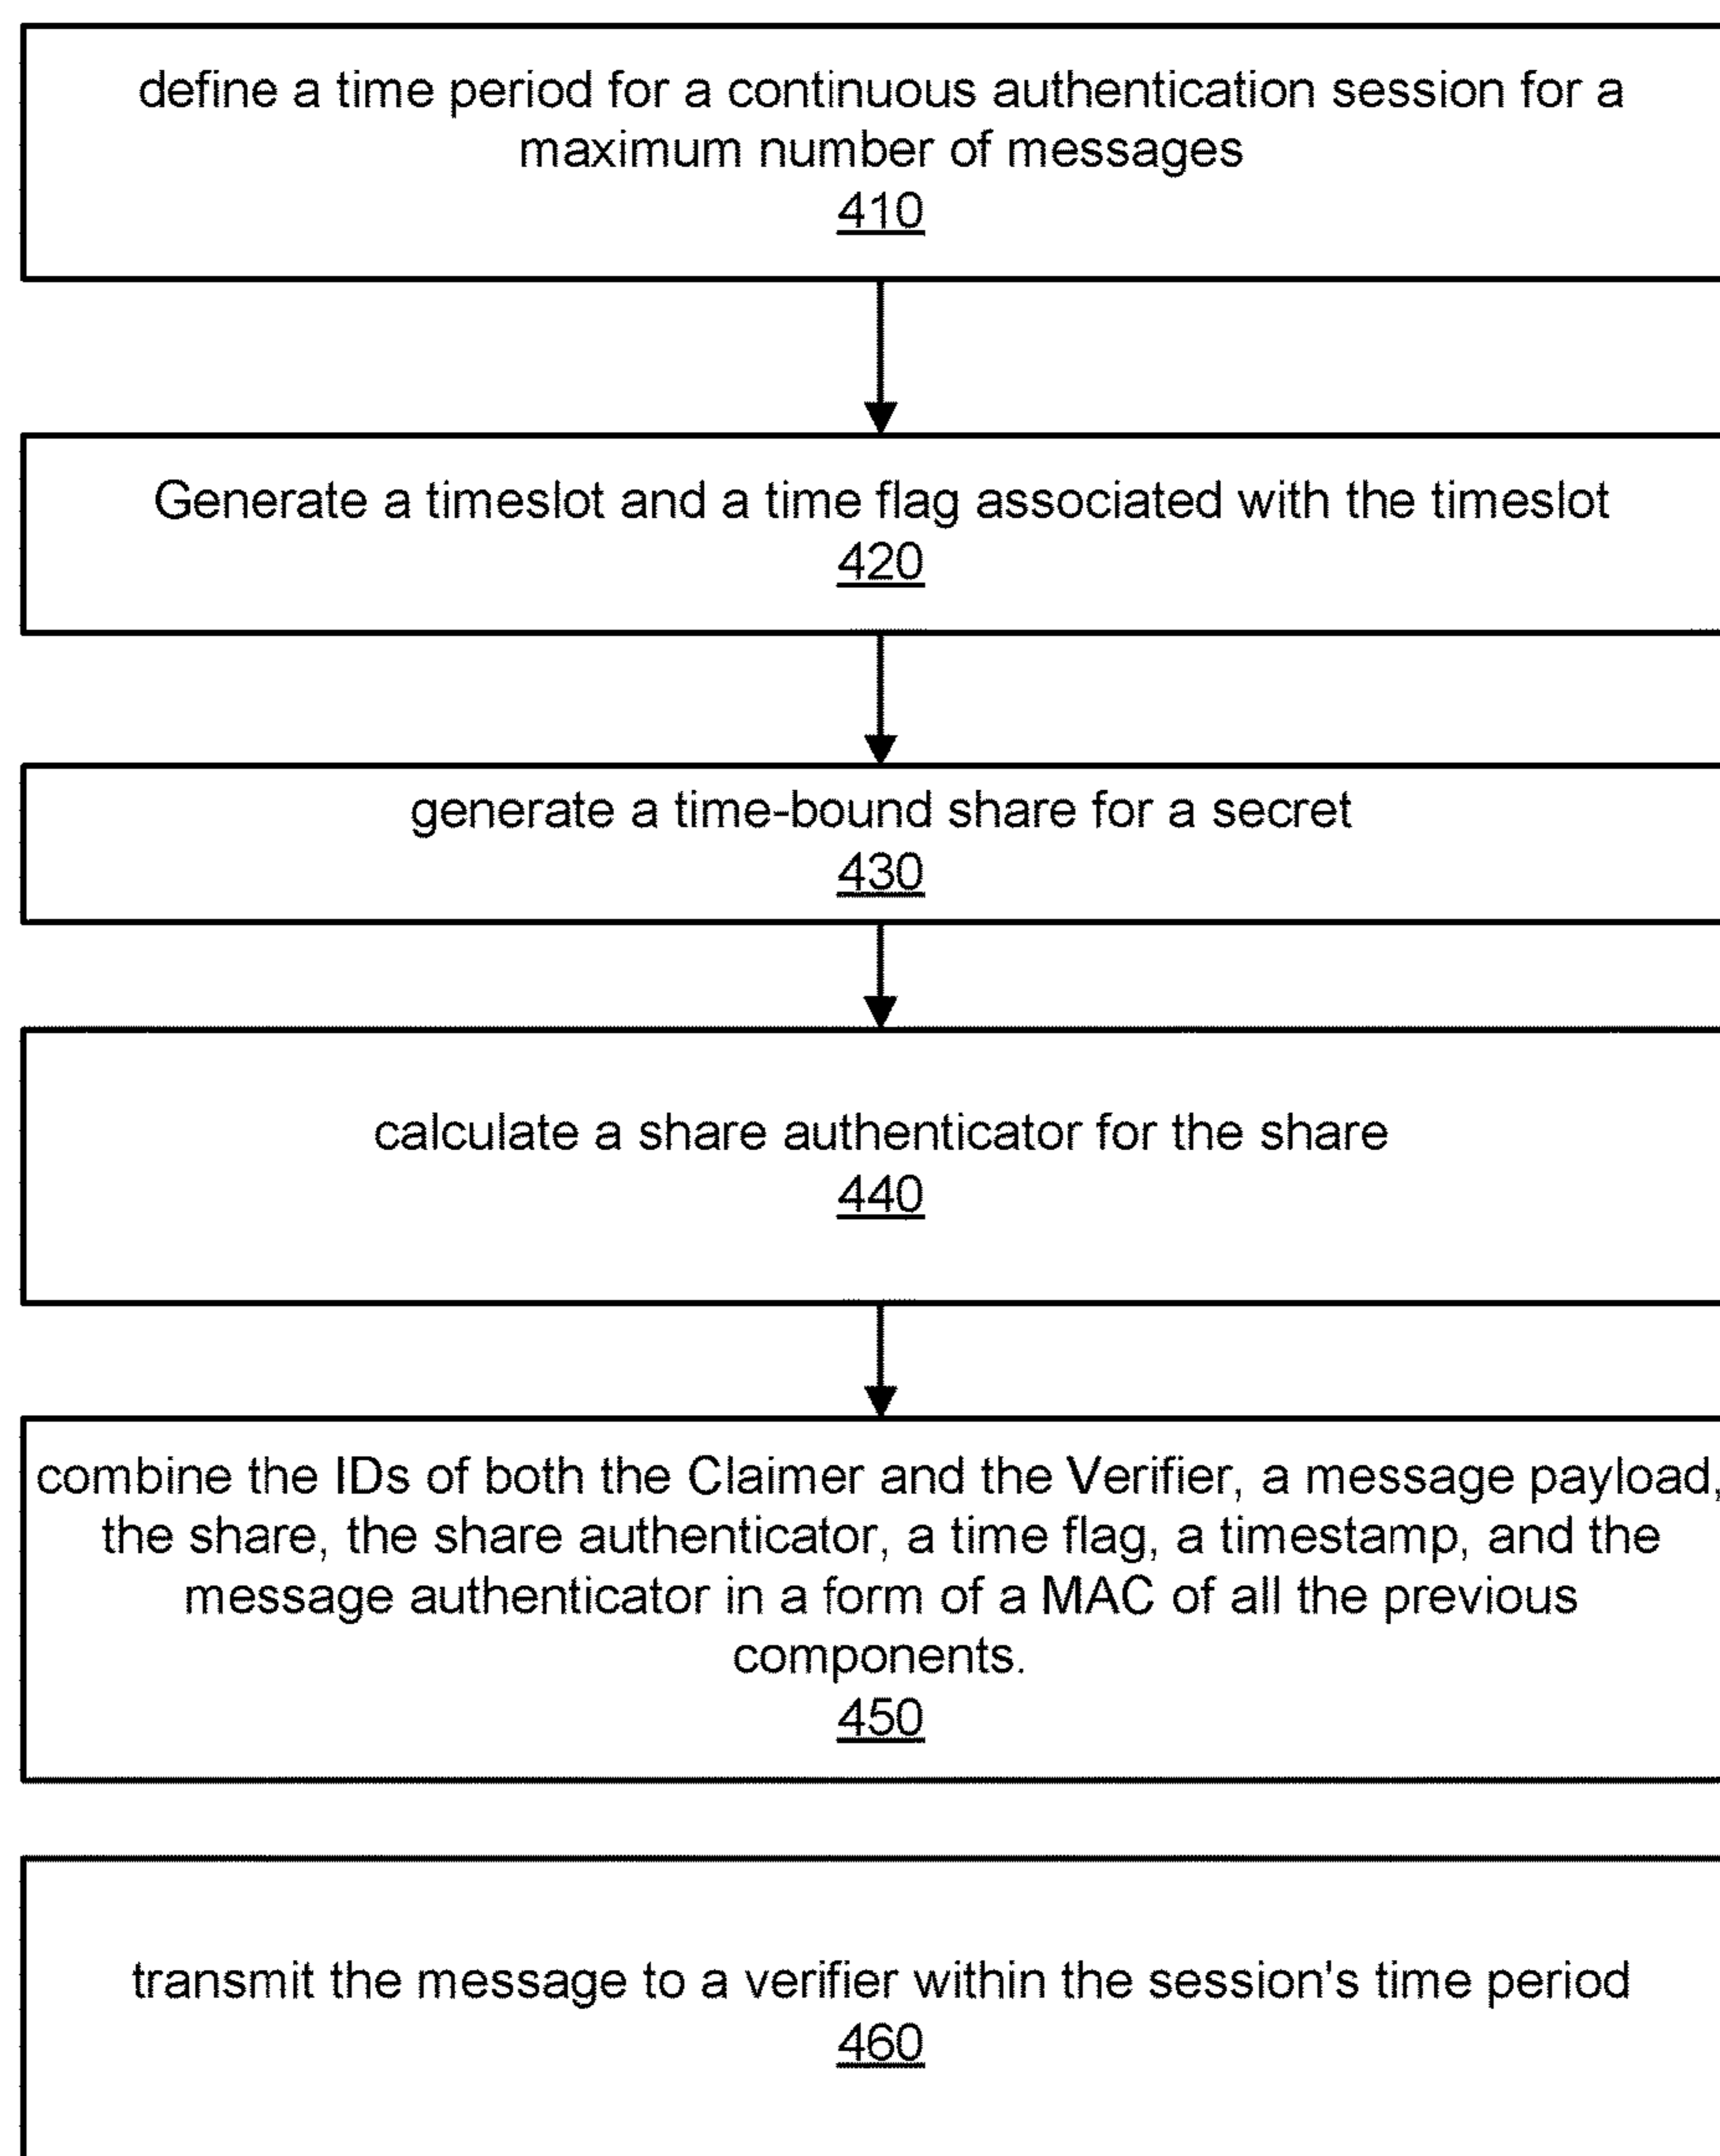 define a time period for a continuous authentication session for a
maximum number of messages
410
Generate a timeslot and a time flag associated with the timeslot
420
generate a time-bound share for a secret
430
calculate a share authenticator for the share
440
combine the IDs of both the Claimer and the Verifier, a message payload,
the share, the share authenticator, a time flag, a timestamp, and the
message authenticator in a form of a MAC of all the previous
components.
450
transmit the message to a verifier within the session's time period
460